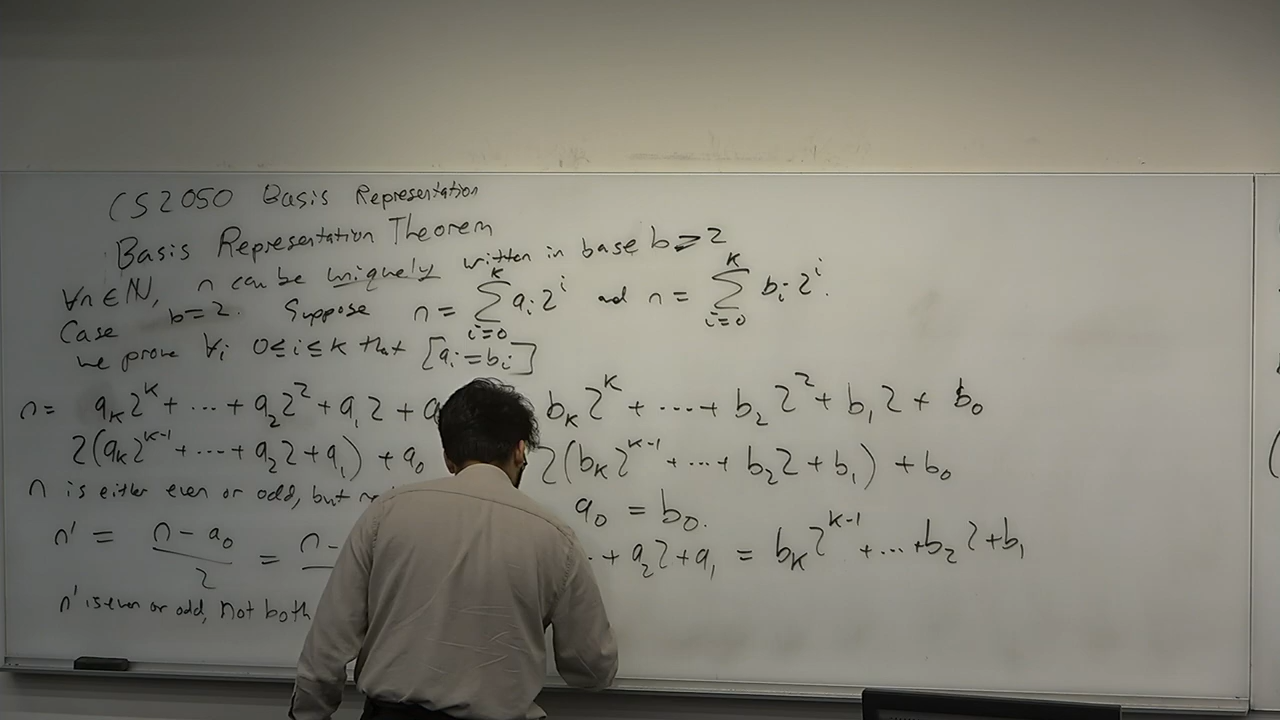 CS2050 Basis Representation
Basis Representation Theorem
∀n∈ℕ, n can be uniquely written in base b≥2
Case b=2. Suppose n = ∑_{i=0}^{K} a_i 2^i and n = ∑_{i=0}^{K} b_i 2^i.
we prove ∀i 0≤i≤k that [a_i = b_i]
n = a_K 2^K + ... + a_2 2^2 + a_1 2 + a b_K 2^K + ... + b_2 2^2 + b_1 2 + b_0
2(a_K 2^{K-1} + ... + a_2 2 + a_1) + a_0 2(b_K 2^{K-1} + ... + b_2 2 + b_1) + b_0
n is either even or odd, but a_0 = b_0.
n' = (n - a_0)/2 = n - + a_2 2 + a_1 = b_K 2^{K-1} + ... + b_2 2 + b_1
n' is even or odd, not both